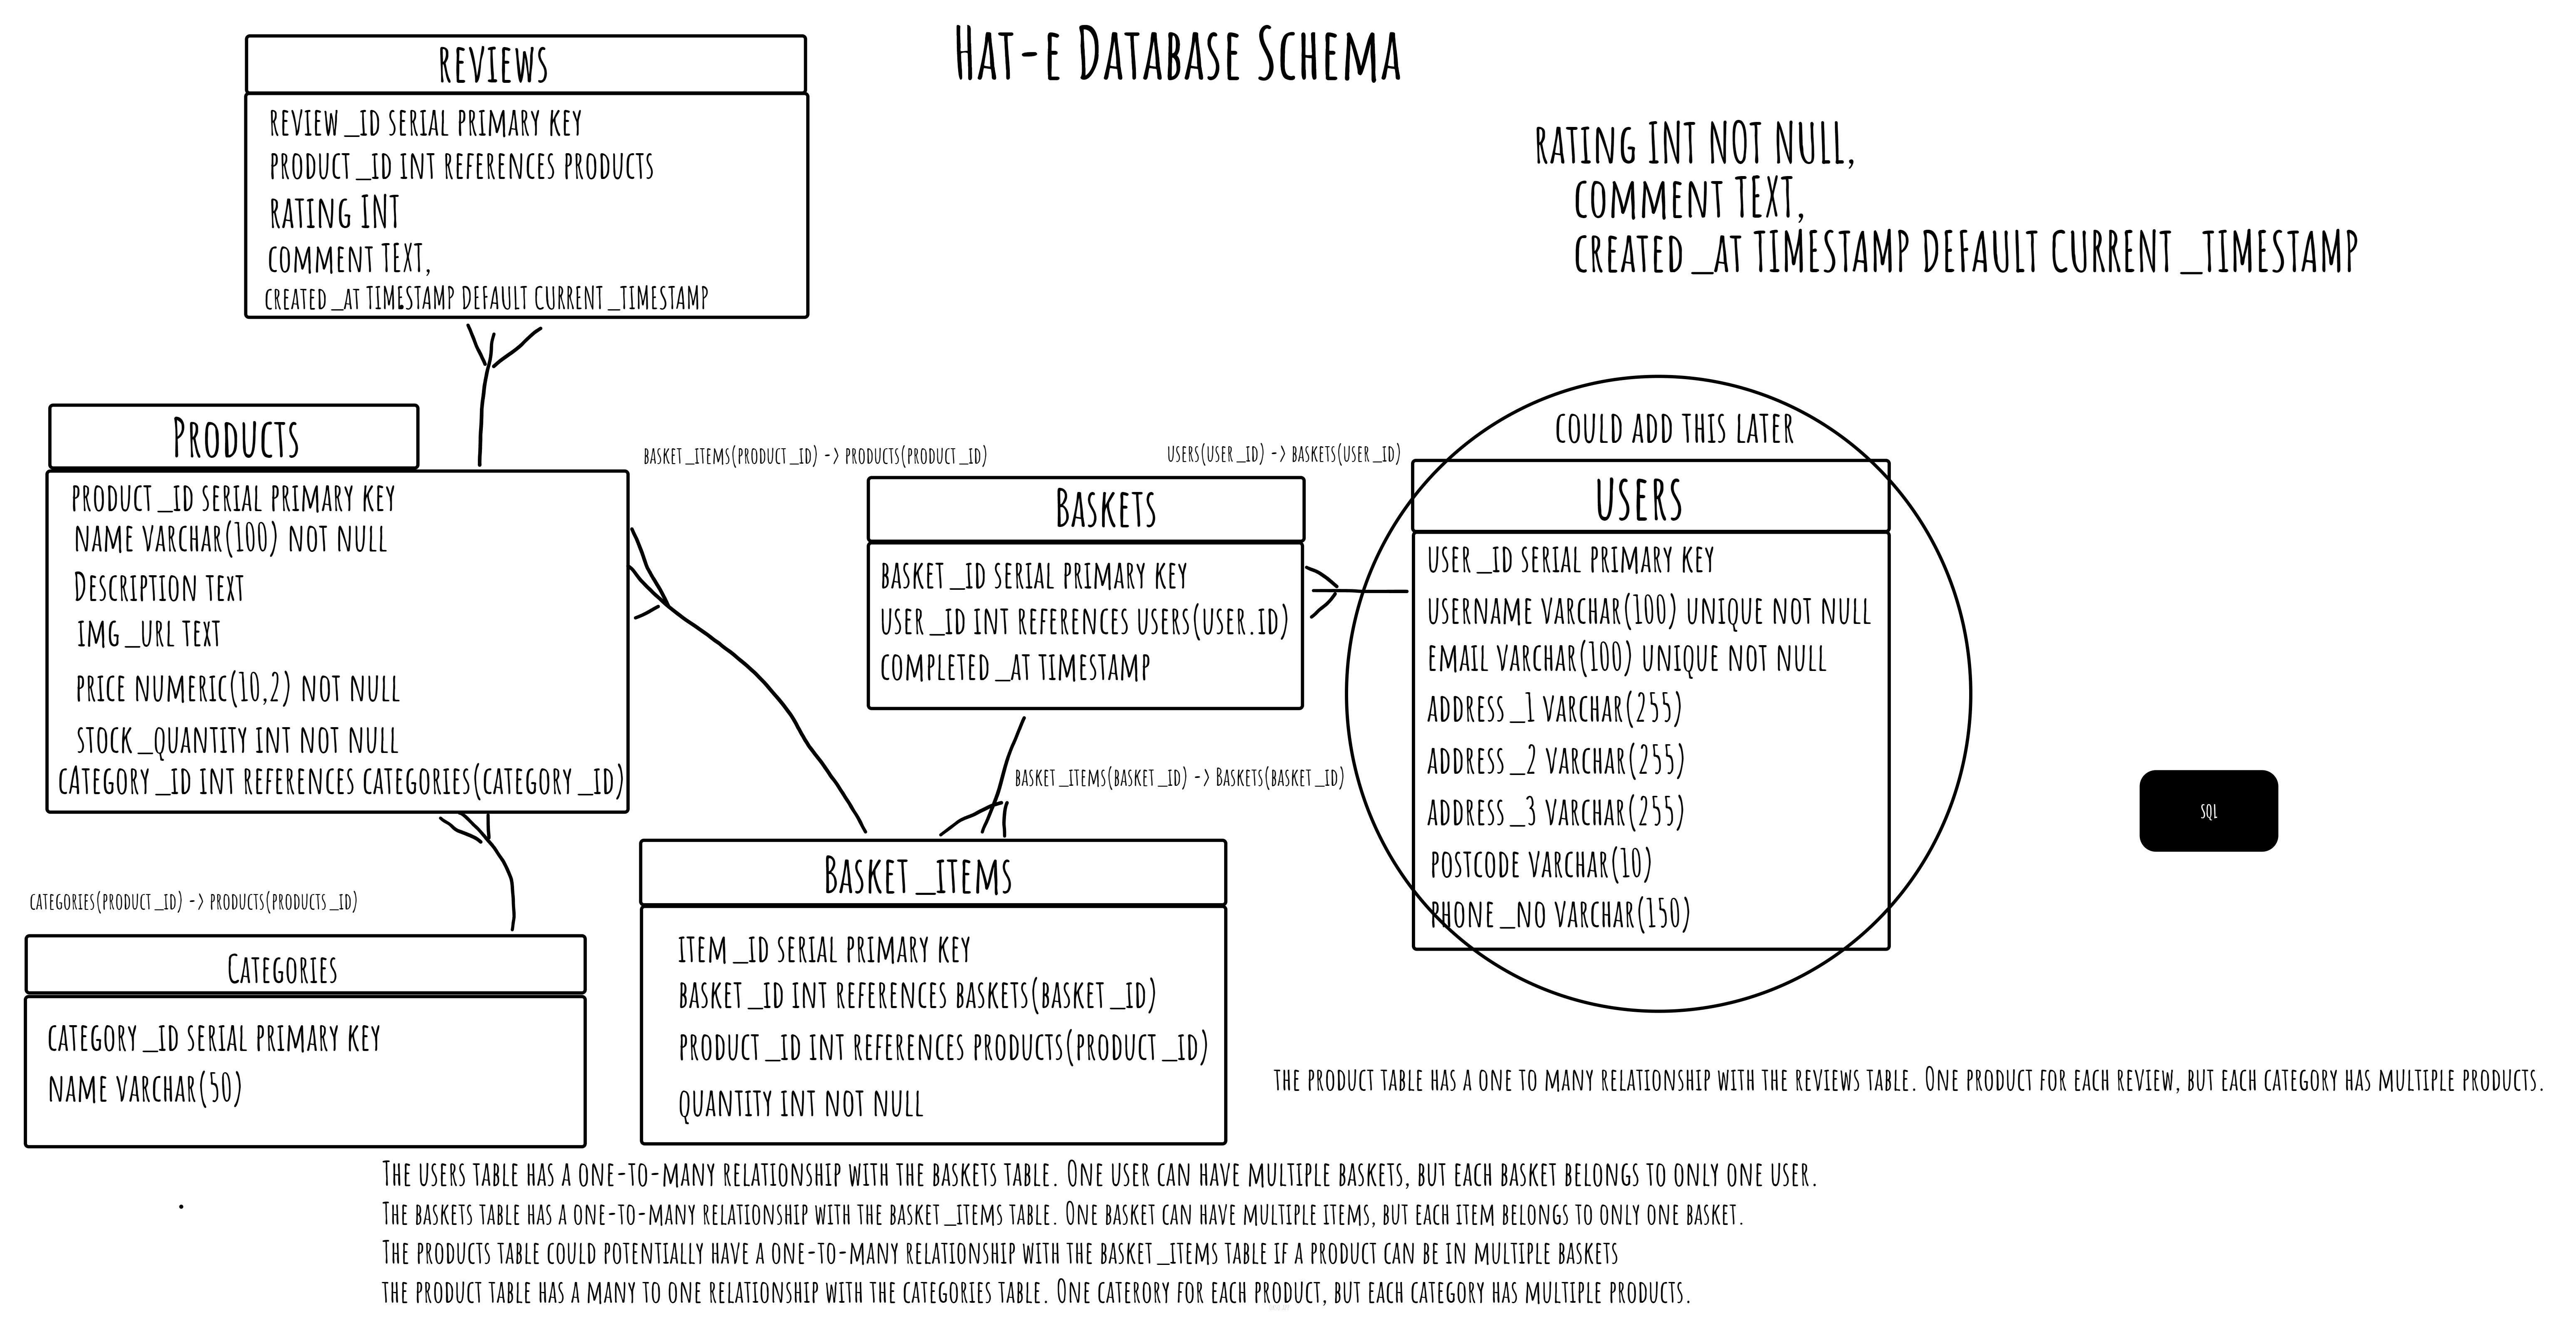 Hat-e Database Schema
REVIEWS
REVIEW_ID SERIAL PRIMARY KEY
PRODUCT_ID INT REFERENCES PRODUCTS
RATING INT
COMMENT TEXT,
CREATED_AT TIMESTAMP DEFAULT CURRENT_TIMESTAMP
RATING INT NOT NULL,
COMMENT TEXT,
CREATED_AT TIMESTAMP DEFAULT CURRENT_TIMESTAMP
Products
PRODUCT_ID SERIAL PRIMARY KEY
NAME VARCHAR(100) NOT NULL
Description TEXT
IMG_URL TEXT
PRICE NUMERIC(10,2) NOT NULL
STOCK_QUANTITY INT NOT NULL
CATEGORY_ID INT REFERENCES CATEGORIES(CATEGORY_ID)
BASKET_ITEMS(PRODUCT_ID) -> PRODUCTS(PRODUCT_ID)
USERS(USER_ID) -> BASKETS(USER_ID)
Baskets
BASKET_ID SERIAL PRIMARY KEY
USER_ID INT REFERENCES USERS(USER.ID)
COMPLETED_AT TIMESTAMP
COULD ADD THIS LATER
USERS
USER_ID SERIAL PRIMARY KEY
USERNAME VARCHAR(100) UNIQUE NOT NULL
EMAIL VARCHAR(100) UNIQUE NOT NULL
ADDRESS_1 VARCHAR(255)
ADDRESS_2 VARCHAR(255)
ADDRESS_3 VARCHAR(255)
POSTCODE VARCHAR(10)
PHONE_NO VARCHAR(150)
SQL
BASKET_ITEMS(BASKET_ID) -> Baskets(BASKET_ID)
CATEGORIES(PRODUCT_ID) -> PRODUCTS(PRODUCTS_ID)
Categories
CATEGORY_ID SERIAL PRIMARY KEY
NAME VARCHAR(50)
Basket_items
ITEM_ID SERIAL PRIMARY KEY
BASKET_ID INT REFERENCES BASKETS(BASKET_ID)
PRODUCT_ID INT REFERENCES PRODUCTS(PRODUCT_ID)
QUANTITY INT NOT NULL
the product table has a one to many relationship with the reviews table. One product for each review, but each category has multiple products.
The users table has a one-to-many relationship with the baskets table. One user can have multiple baskets, but each basket belongs to only one user.
The baskets table has a one-to-many relationship with the basket_items table. One basket can have multiple items, but each item belongs to only one basket.
The products table could potentially have a one-to-many relationship with the basket_items table if a product can be in multiple baskets
the product table has a many to one relationship with the categories table. One caterory for each product, but each category has multiple products.